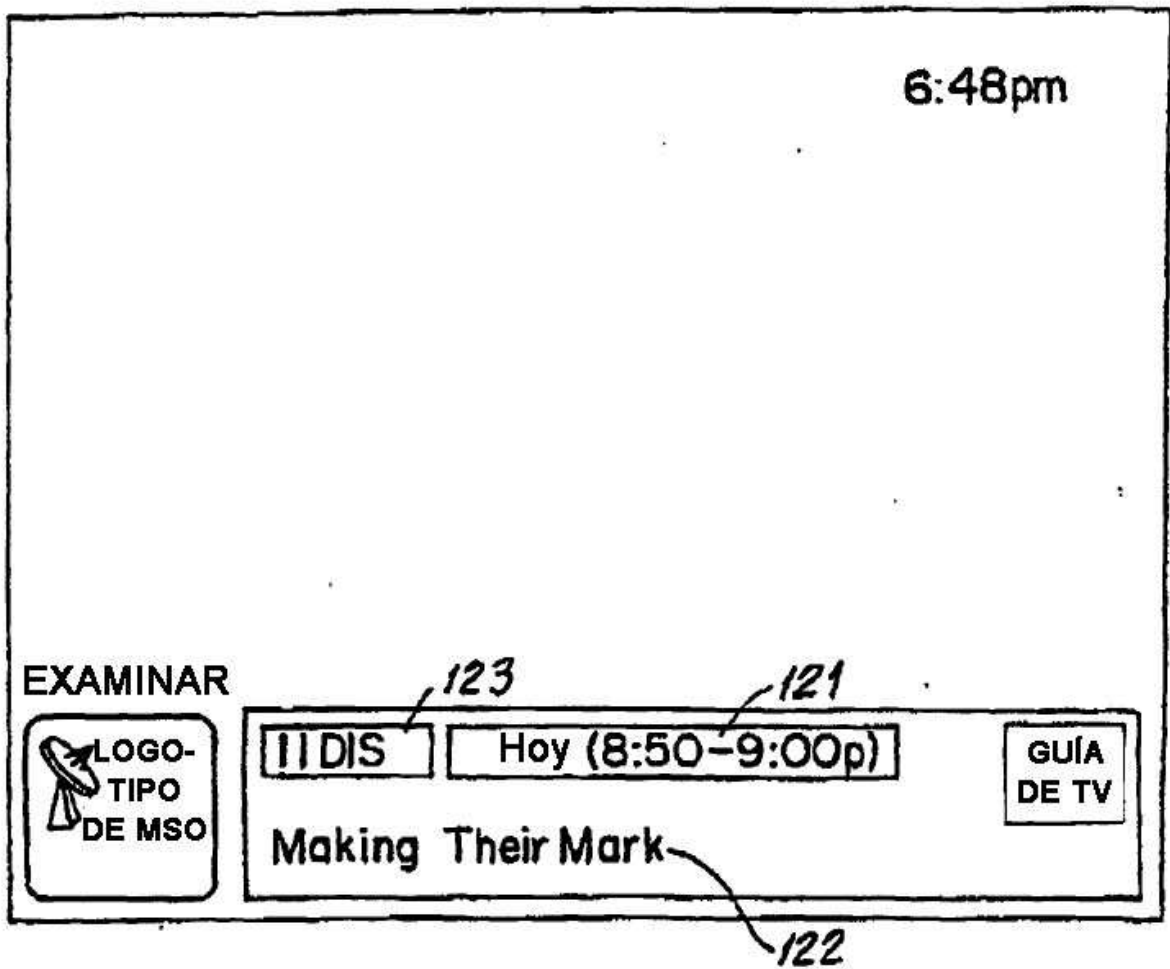 6:48pm
EXAMINAR
123
121
LOGO-
TIPO
DE MSO
11 DIS
Hoy (8:50-9:00p)
GUÍA
DE TV
Making Their Mark
122